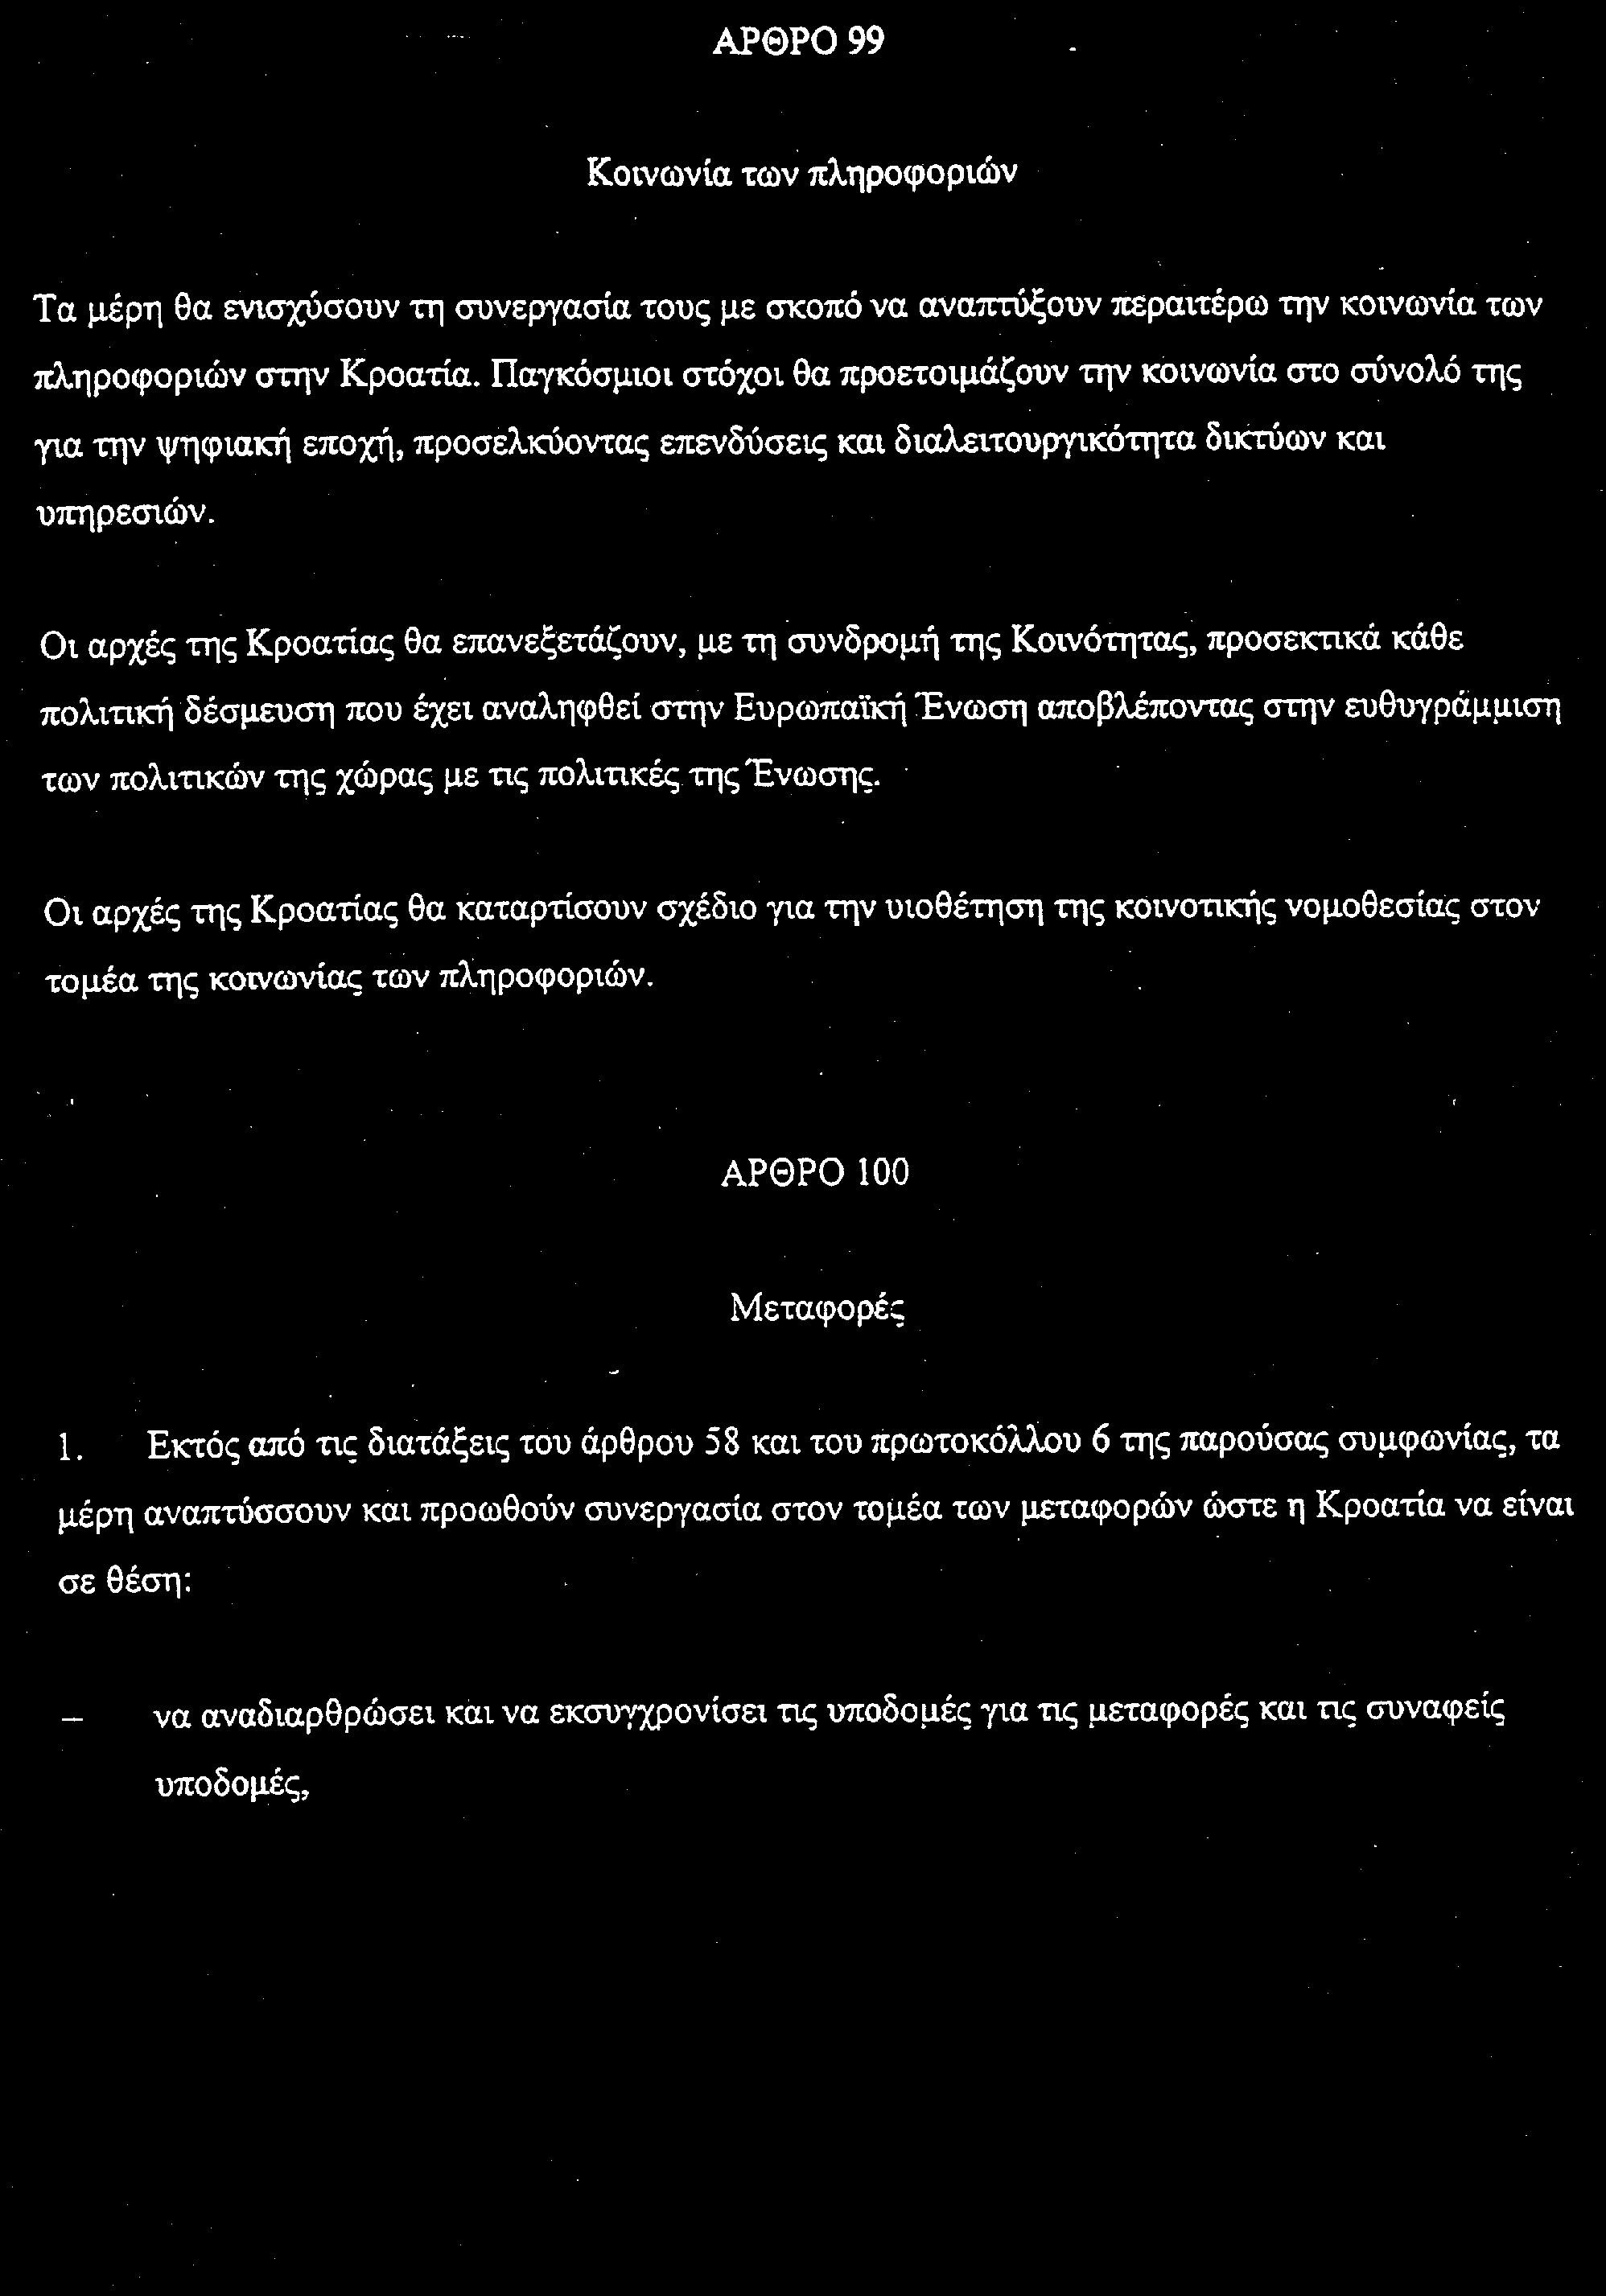 ΑΡΘΡΟ 99
Κοινωνία των πληροφοριών
Τα μέρη θα ενισχύσουν τη συνεργασία τους με σκοπό να αναπτύξουν περαιτέρω την κοινωνία των
πληροφοριών στην Κροατία. Παγκόσμιοι στόχοι θα προετοιμάζουν την κοινωνία στο σύνολό της
για την ψηφιακή εποχή, προσελκύοντας επενδύσεις και διαλειτουργικότητα δικτύων και
υπηρεσιών.
Οι αρχές της Κροατίας θα επανεξετάζουν, με τη συνδρομή της Κοινότητας, προσεκτικά κάθε
πολιτική δέσμευση που έχει αναληφθεί στην Ευρωπαϊκή Ένωση αποβλέποντας στην ευθυγράμμιση
των πολιτικών της χώρας με τις πολιτικές της Ένωσης.
Οι αρχές της Κροατίας θα καταρτίσουν σχέδιο για την υιοθέτηση της κοινοτικής νομοθεσίας στον
τομέα της κοινωνίας των πληροφοριών.
ΑΡΘΡΟ 100
Μεταφορές
1. Εκτός από τις διατάξεις του άρθρου 58 και του πρωτοκόλλου 6 της παρούσας συμφωνίας, τα
μέρη αναπτύσσουν και προωθούν συνεργασία στον τομέα των μεταφορών ώστε η Κροατία να είναι
σε θέση:
– να αναδιαρθρώσει και να εκσυγχρονίσει τις υποδομές για τις μεταφορές και τις συναφείς
υποδομές,